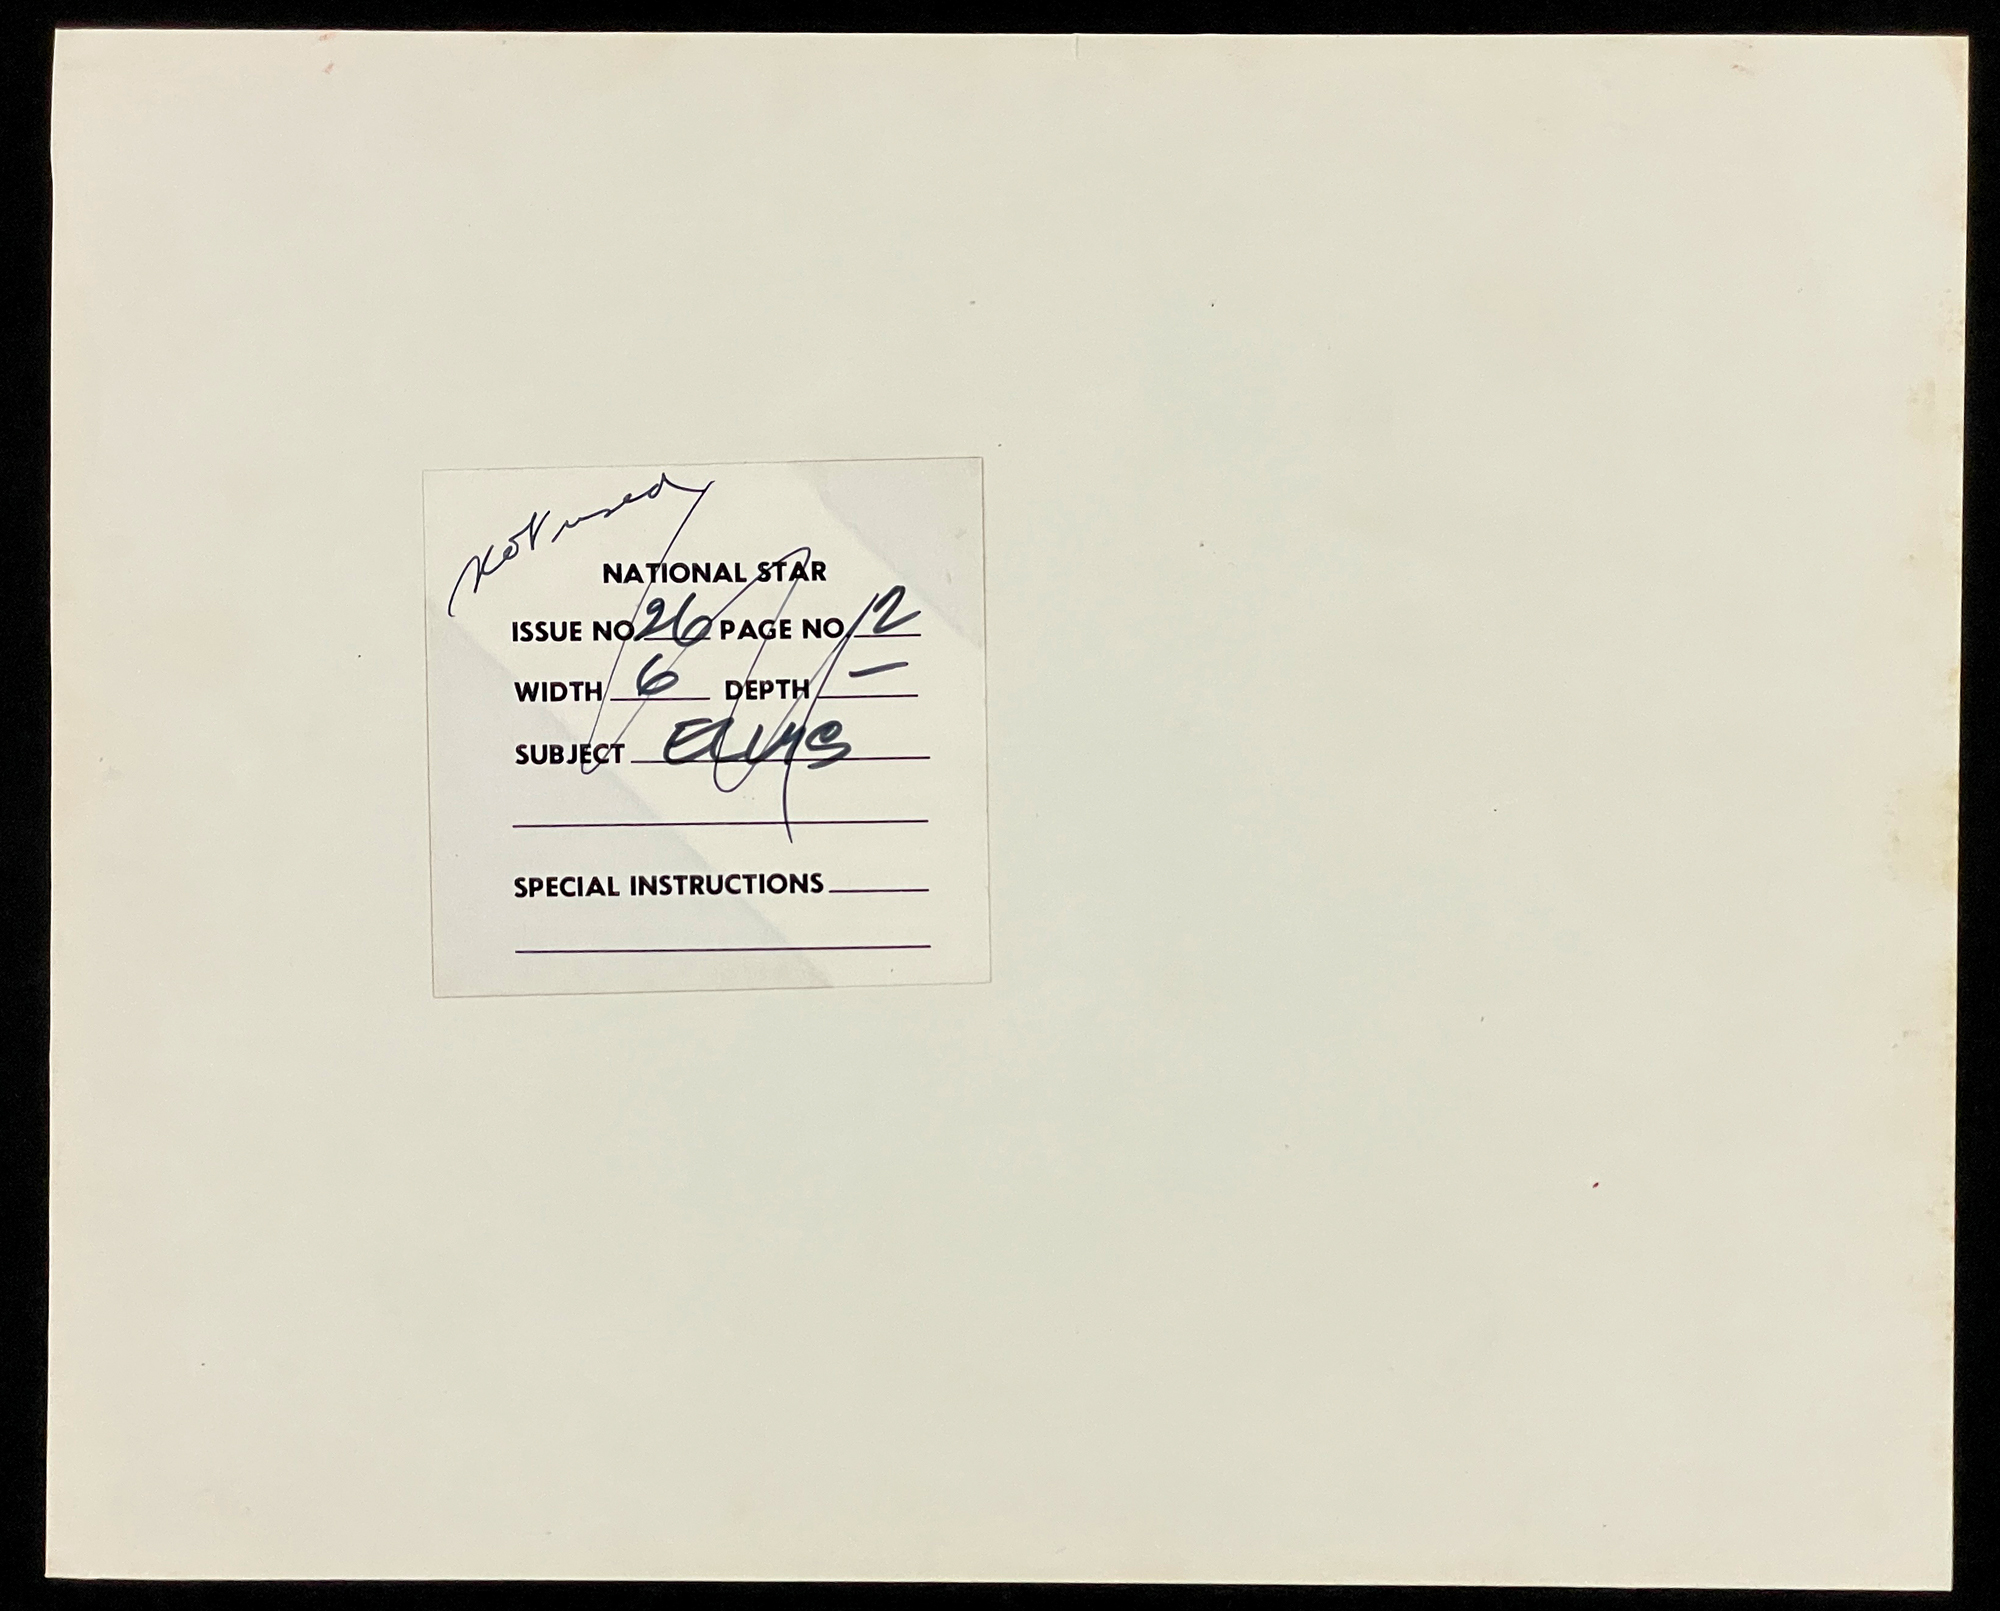 not used
NATIONAL STAR
ISSUE NO. 26 PAGE NO. 12
WIDTH 6 DEPTH —
SUBJECT ELVIS
SPECIAL INSTRUCTIONS